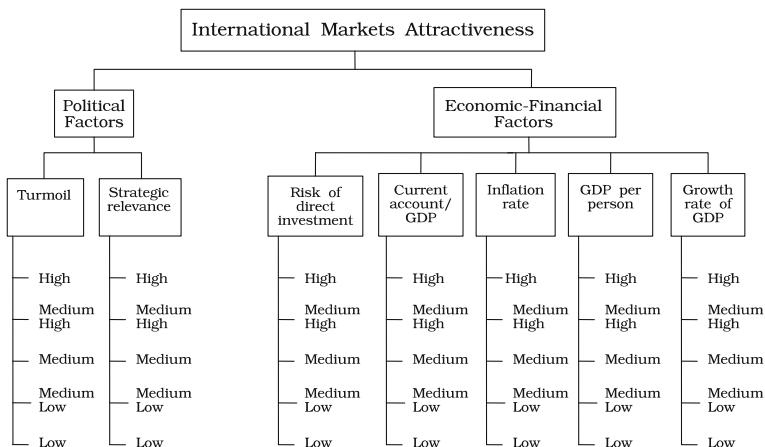 International Markets Attractiveness
Political
Factors
Economic-Financial
Factors
Turmoil
Strategic
relevance
Risk of
direct
investment
Current
account/
GDP
Inflation
rate
GDP per
person
Growth
rate of
GDP
High
Medium
High
Medium
Medium
Low
Low
High
Medium
High
Medium
Medium
Low
Low
High
Medium
High
Medium
Medium
Low
Low
High
Medium
High
Medium
Medium
Low
Low
High
Medium
High
Medium
Medium
Low
Low
High
Medium
High
Medium
Medium
Low
Low
High
Medium
High
Medium
Medium
Low
Low